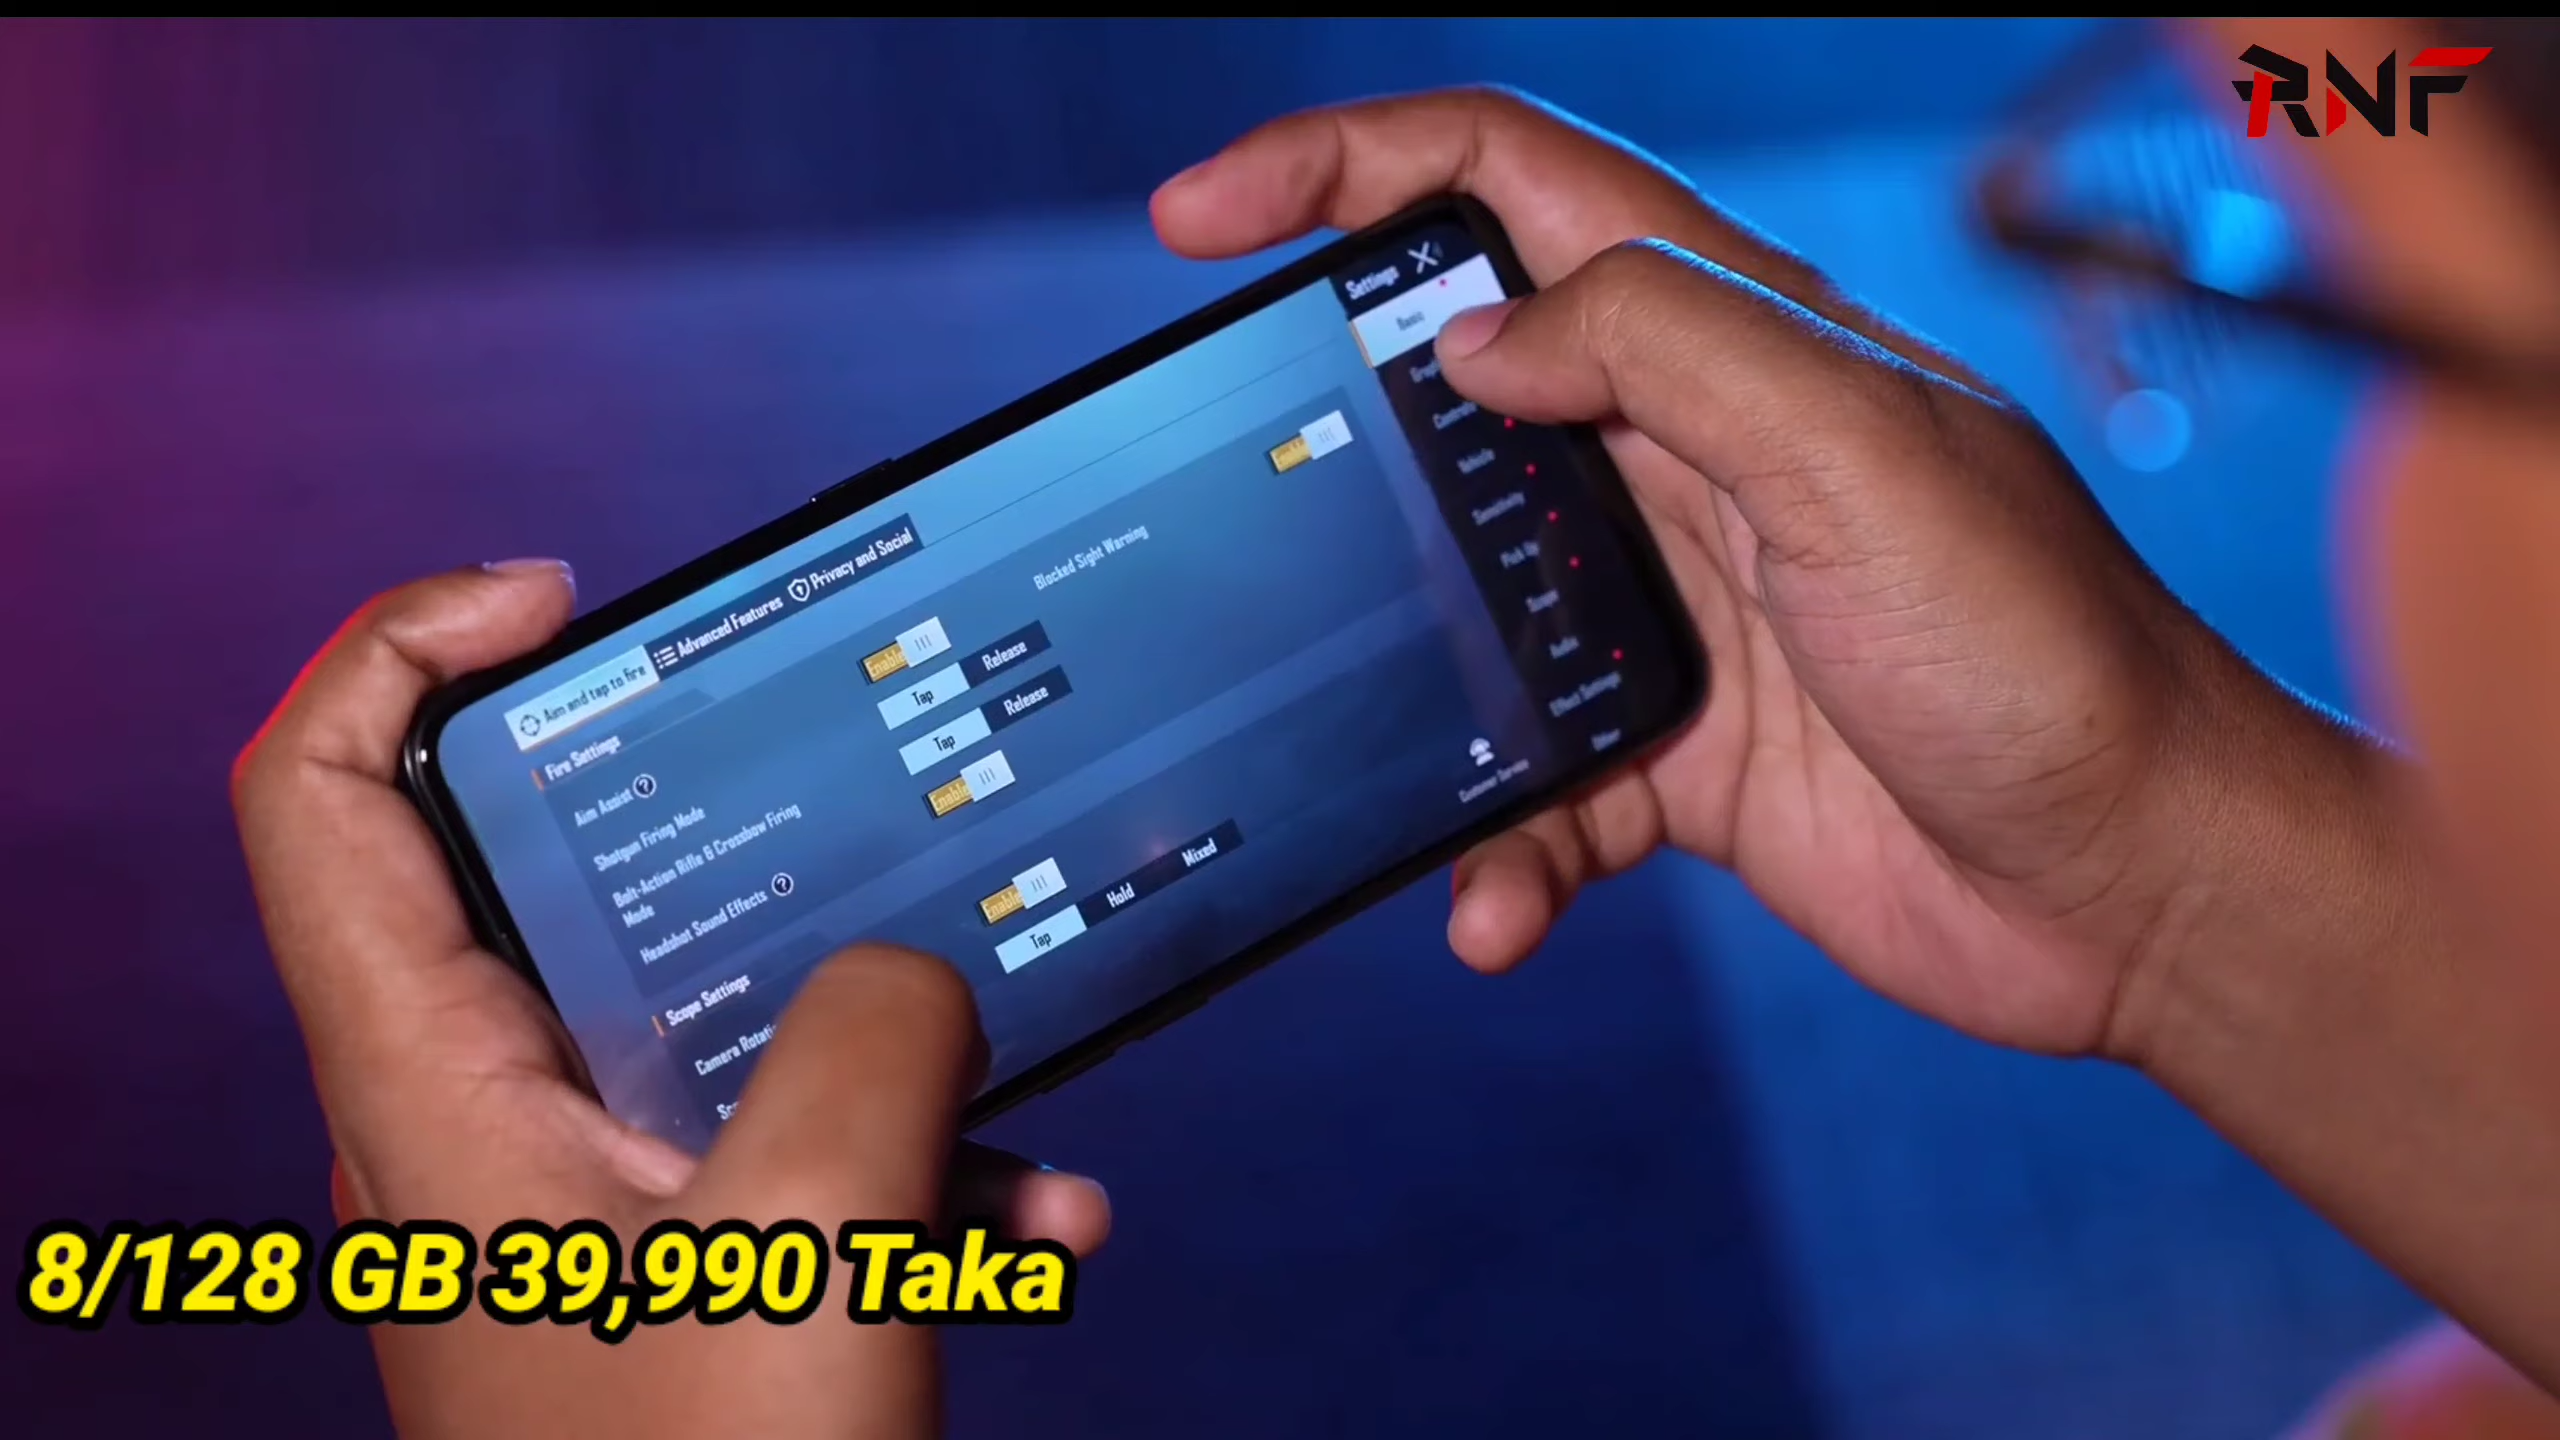 RNF
Settings X
Basic
Controls
Vehicle
Sensitivity
Pick Up
Scope
Audio
Effect Settings
Other
Customer Service
Aim and tap to fire
Advanced Features
Privacy and Social
Fire Settings
Aim Assist ? Enable
Blocked Sight Warning
Shotgun Firing Mode Tap Release
Bolt-Action Rifle & Crossbow Firing Tap Release
Mode
Headshot Sound Effects ? Enable
Scope Settings
Camera Enable
Tap Hold Mixed
8/128 GB 39,990 Taka